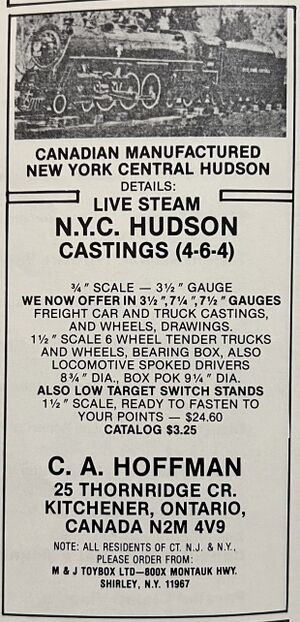 CANADIAN MANUFACTURED
NEW YORK CENTRAL HUDSON
DETAILS:
LIVE STEAM
N.Y.C. HUDSON
CASTINGS (4-6-4)
¾" SCALE — 3½" GAUGE
WE NOW OFFER IN 3½", 7¼", 7½" GAUGES
FREIGHT CAR AND TRUCK CASTINGS,
AND WHEELS, DRAWINGS.
1½" SCALE 6 WHEEL TENDER TRUCKS
AND WHEELS, BEARING BOX, ALSO
LOCOMOTIVE SPOKED DRIVERS
8¾" DIA., BOX POK 9¼" DIA.
ALSO LOW TARGET SWITCH STANDS
1½" SCALE, READY TO FASTEN TO
YOUR POINTS — $24.60
CATALOG $3.25
C. A. HOFFMAN
25 THORNRIDGE CR.
KITCHENER, ONTARIO,
CANADA N2M 4V9
NOTE: ALL RESIDENTS OF CT. N.J. & N.Y.,
PLEASE ORDER FROM:
M & J TOYBOX LTD—800X MONTAUK HWY.
SHIRLEY, N.Y. 11967